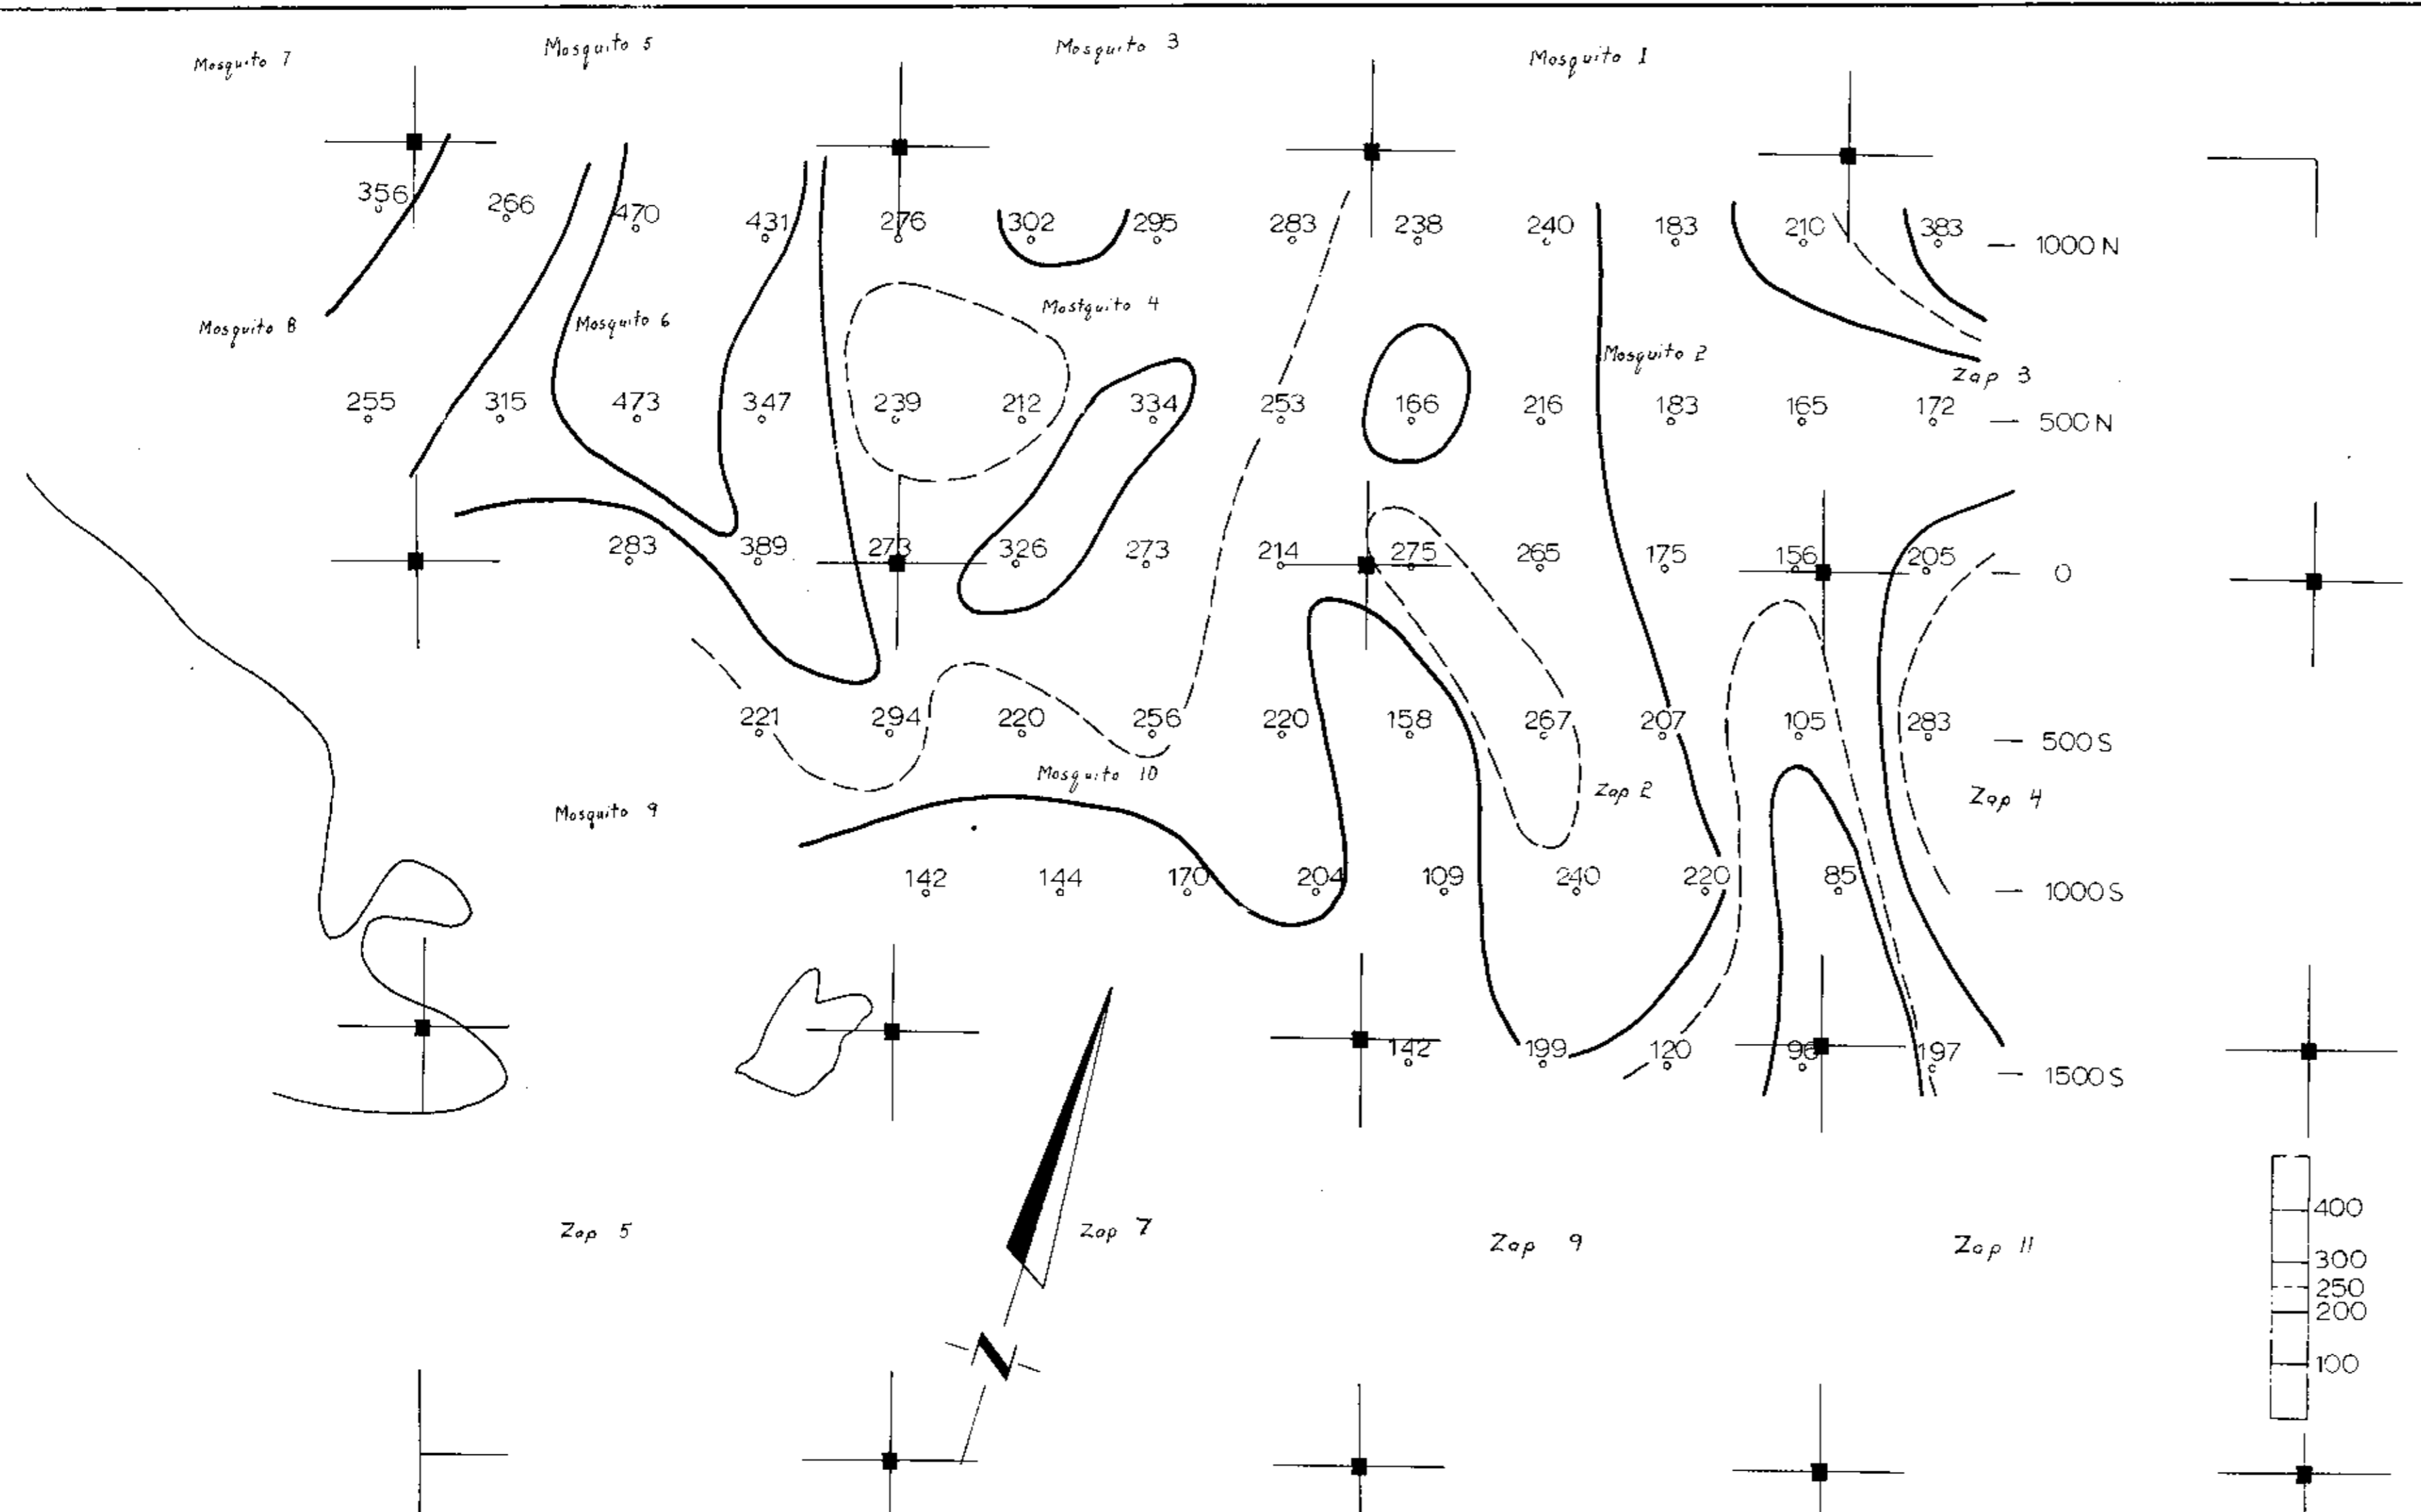 Mosquito 7
Mosquito 5
Mosquito 3
Mosquito 1
356 266 470 431 276 302 295 283 238 240 183 210 383 1000 N
Mosquito 8
Mosquito 6
Mostquito 4
Mosquito 2
Zap 3
255 315 473 347 239 212 334 253 166 216 183 165 172 500 N
283 389 273 326 273 214 275 265 175 156 205 0
221 294 220 256 220 158 267 207 105 283 500 S
Mosquito 9
Mosquito 10
Zap 2
Zap 4
142 144 170 204 109 240 220 85 1000 S
142 199 120 96 197 1500 S
Zap 5
Zap 7
Zap 9
Zap 11
N
400
300
250
200
100